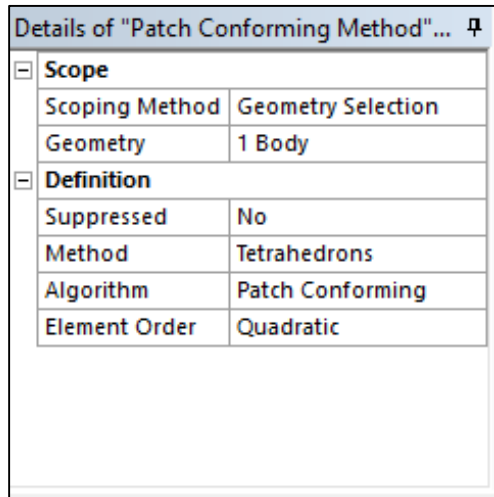 Details of "Patch Conforming Method"...
Scope
Scoping Method Geometry Selection
Geometry 1 Body
Definition
Suppressed No
Method Tetrahedrons
Algorithm Patch Conforming
Element Order Quadratic